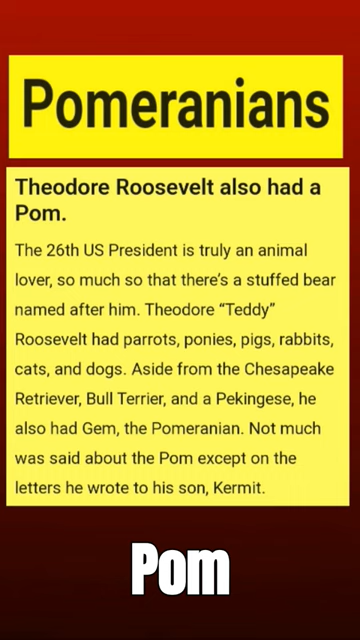 Pomeranians
Theodore Roosevelt also had a
Pom.
The 26th US President is truly an animal
lover, so much so that there's a stuffed bear
named after him. Theodore “Teddy”
Roosevelt had parrots, ponies, pigs, rabbits,
cats, and dogs. Aside from the Chesapeake
Retriever, Bull Terrier, and a Pekingese, he
also had Gem, the Pomeranian. Not much
was said about the Pom except on the
letters he wrote to his son, Kermit.
Pom